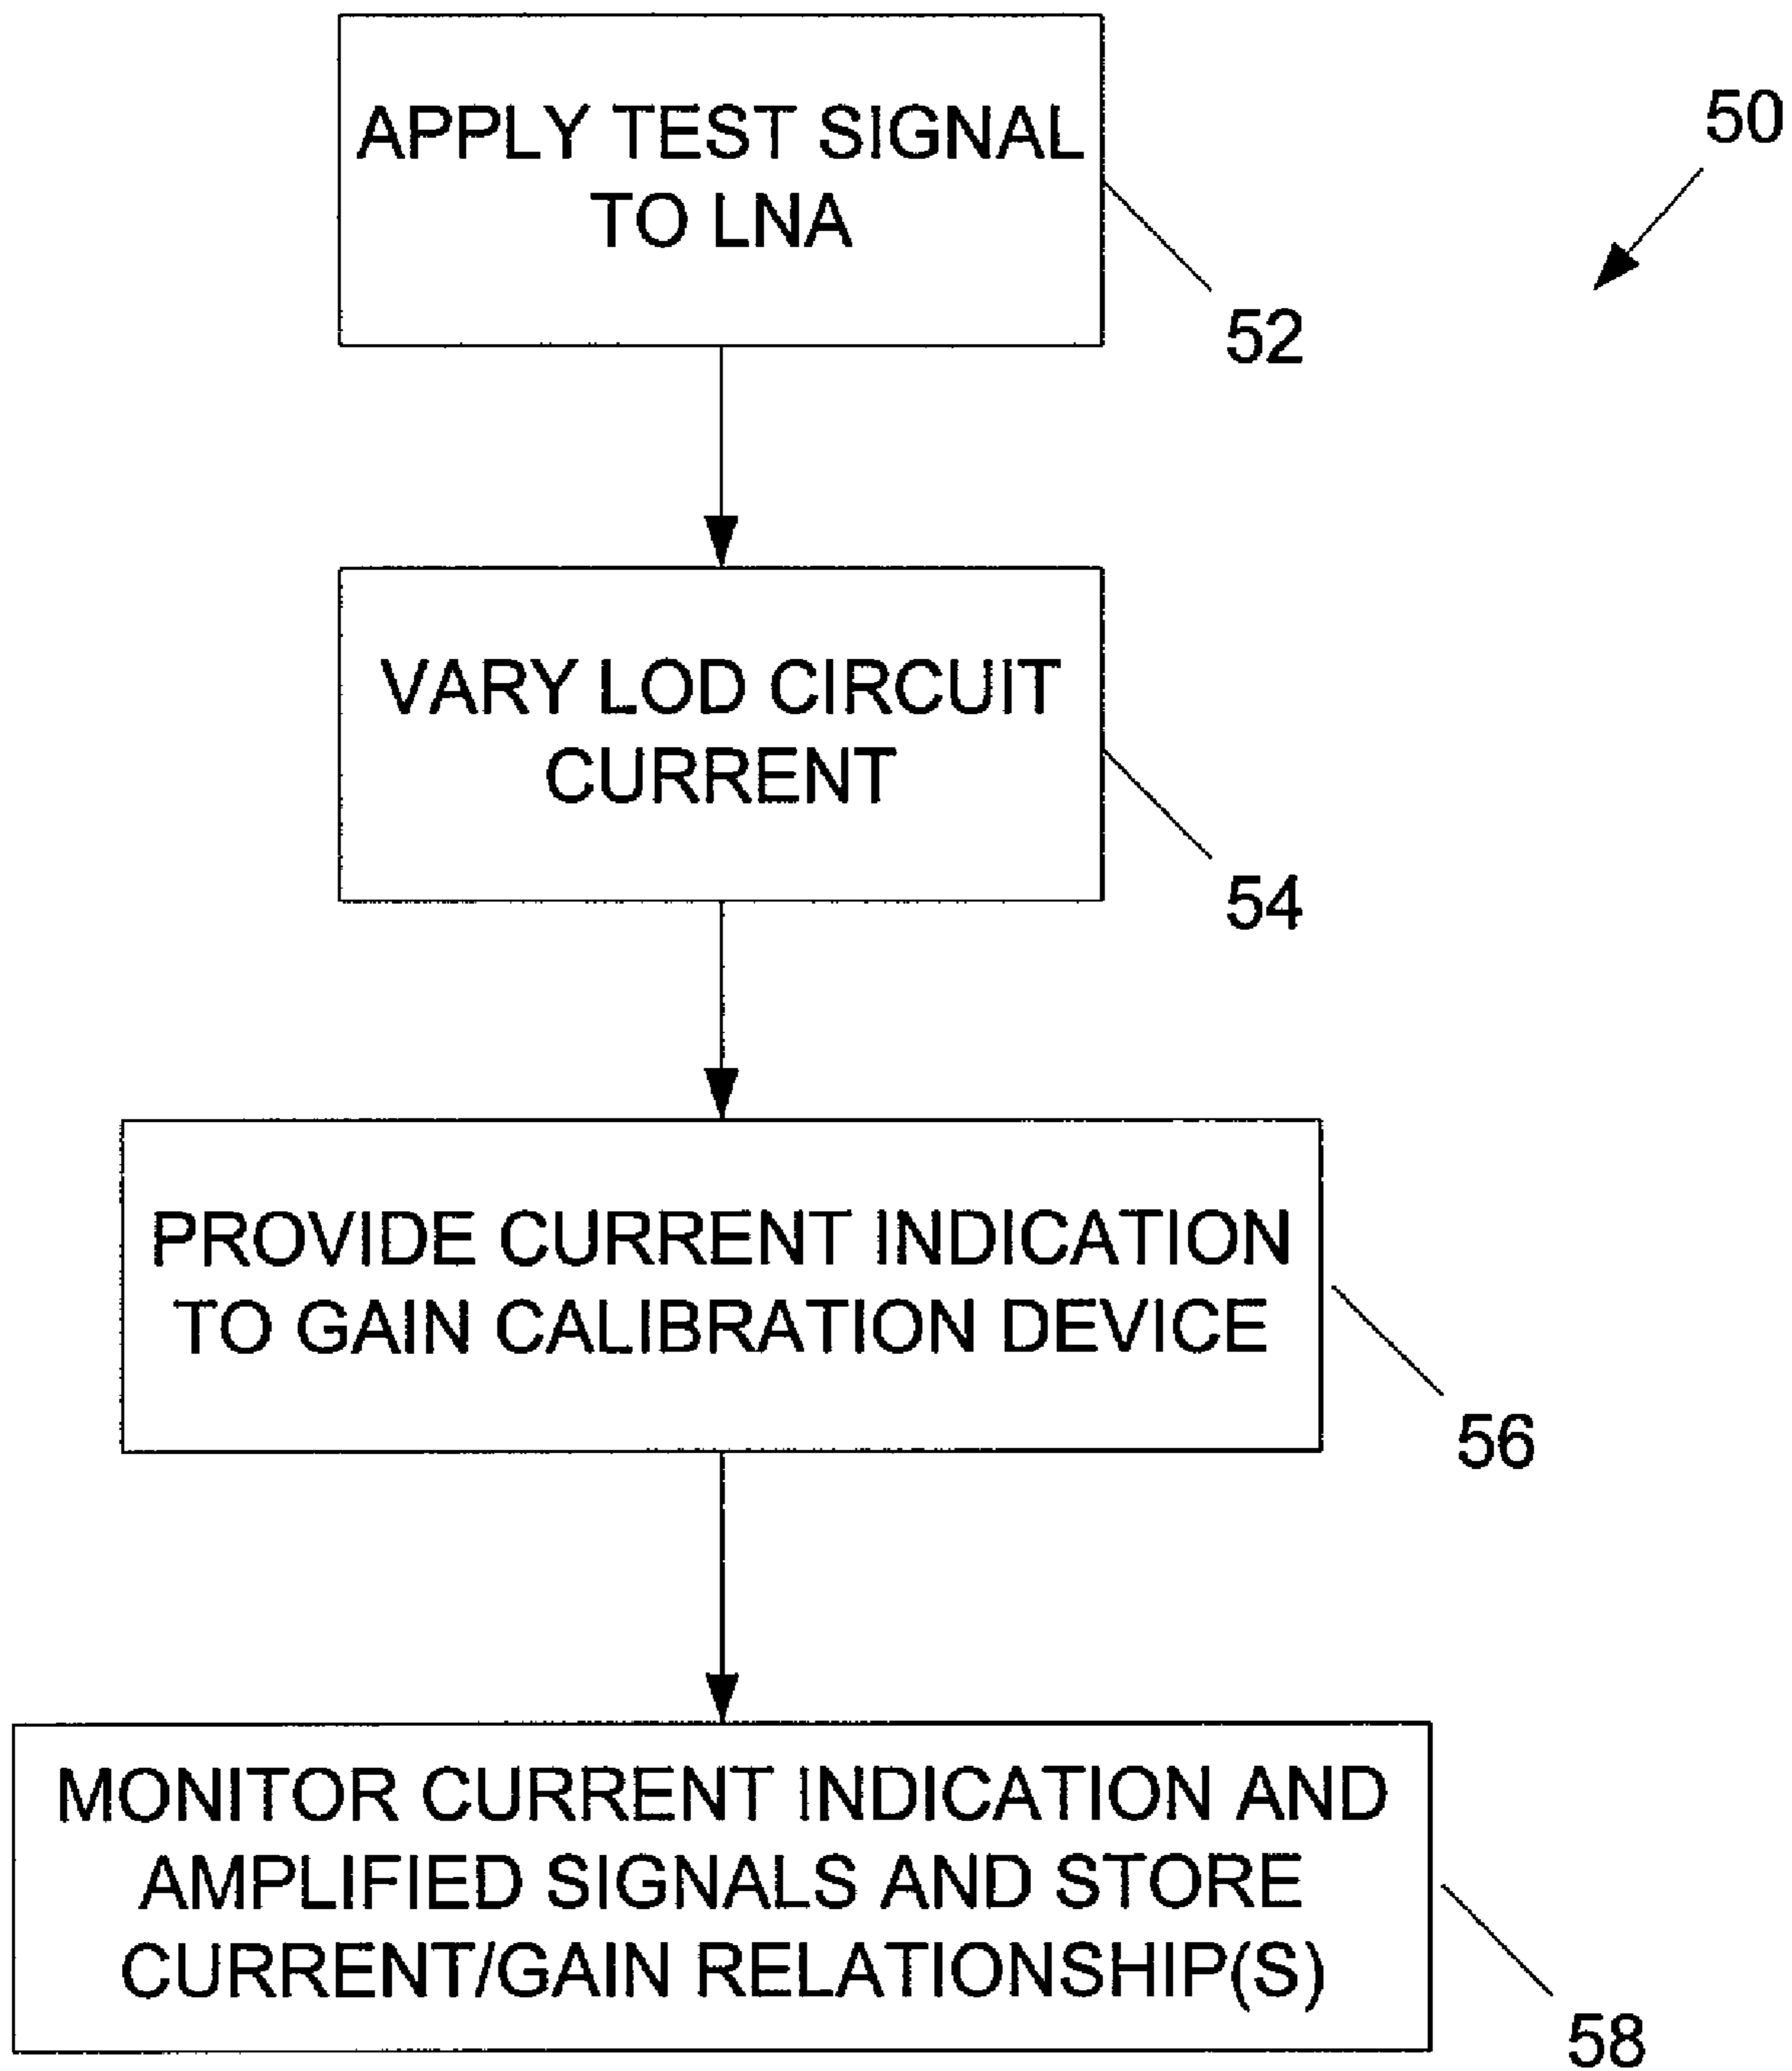 APPLY TEST SIGNAL
TO LNA
50
52
VARY LOD CIRCUIT
CURRENT
54
PROVIDE CURRENT INDICATION
TO GAIN CALIBRATION DEVICE
56
MONITOR CURRENT INDICATION AND
AMPLIFIED SIGNALS AND STORE
CURRENT/GAIN RELATIONSHIP(S)
58